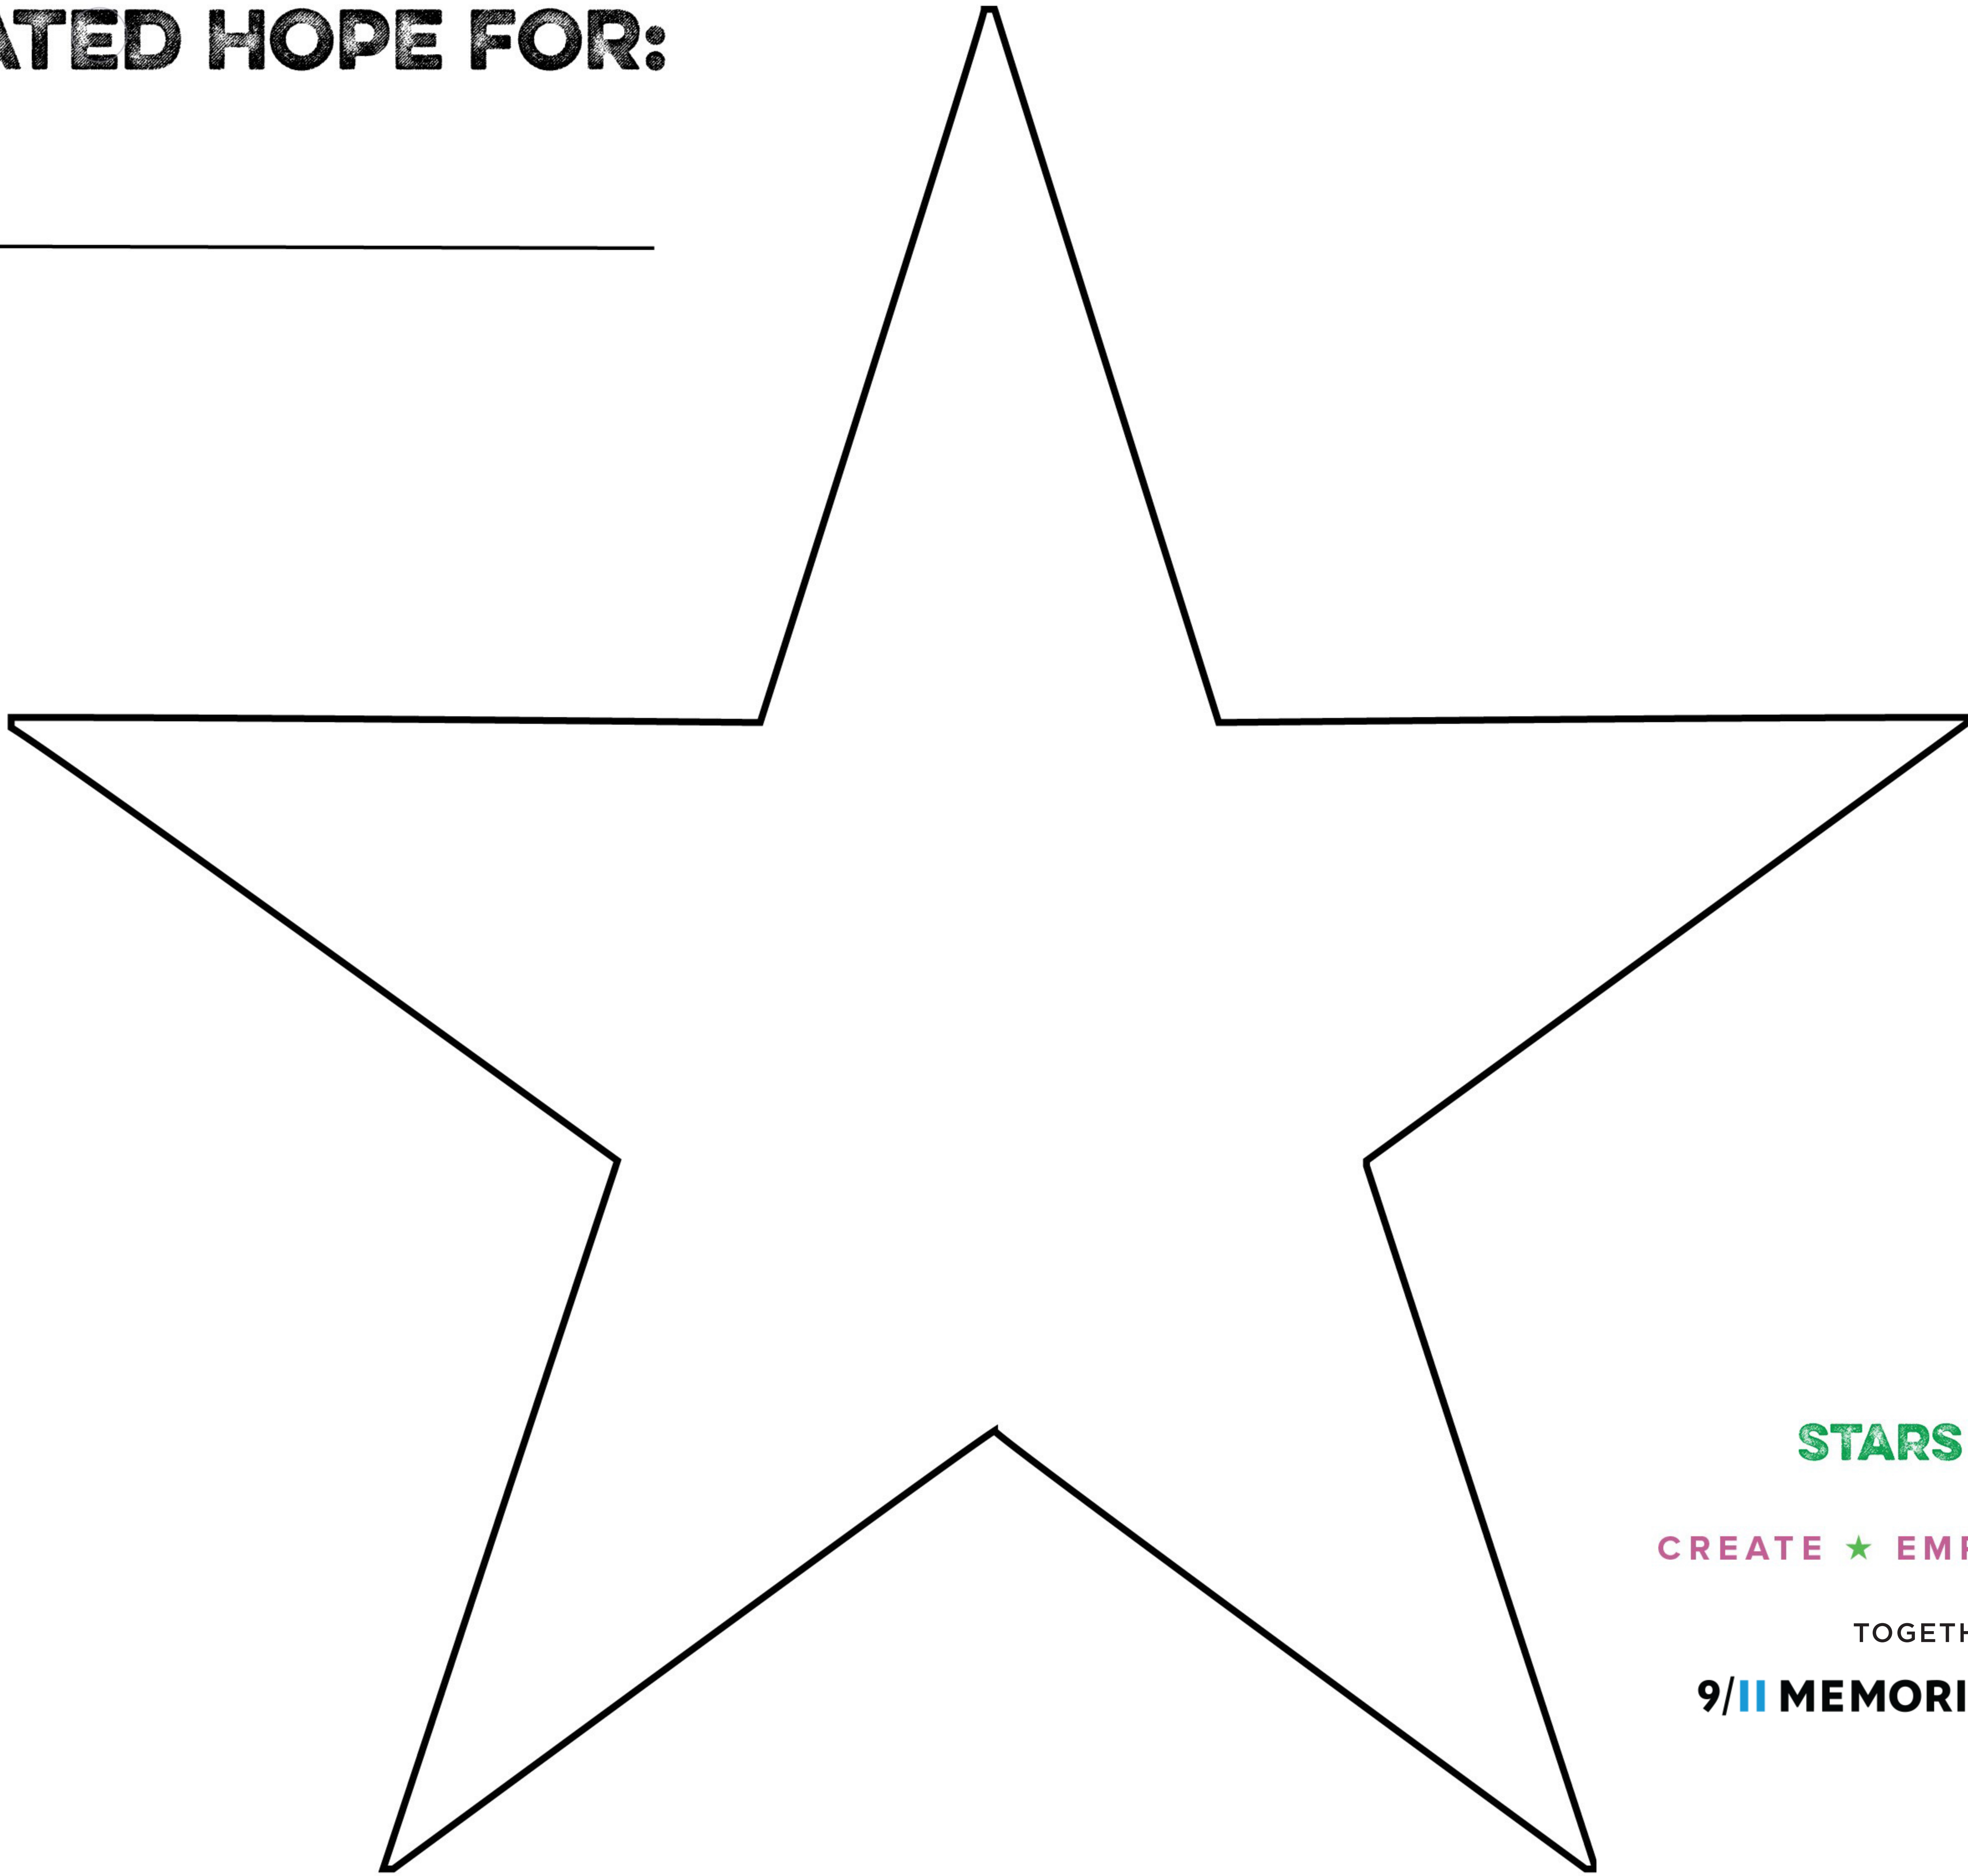 ATED HOPE FOR:
STARS
CREATE ★ EMP
TOGETH
9/11 MEMORI